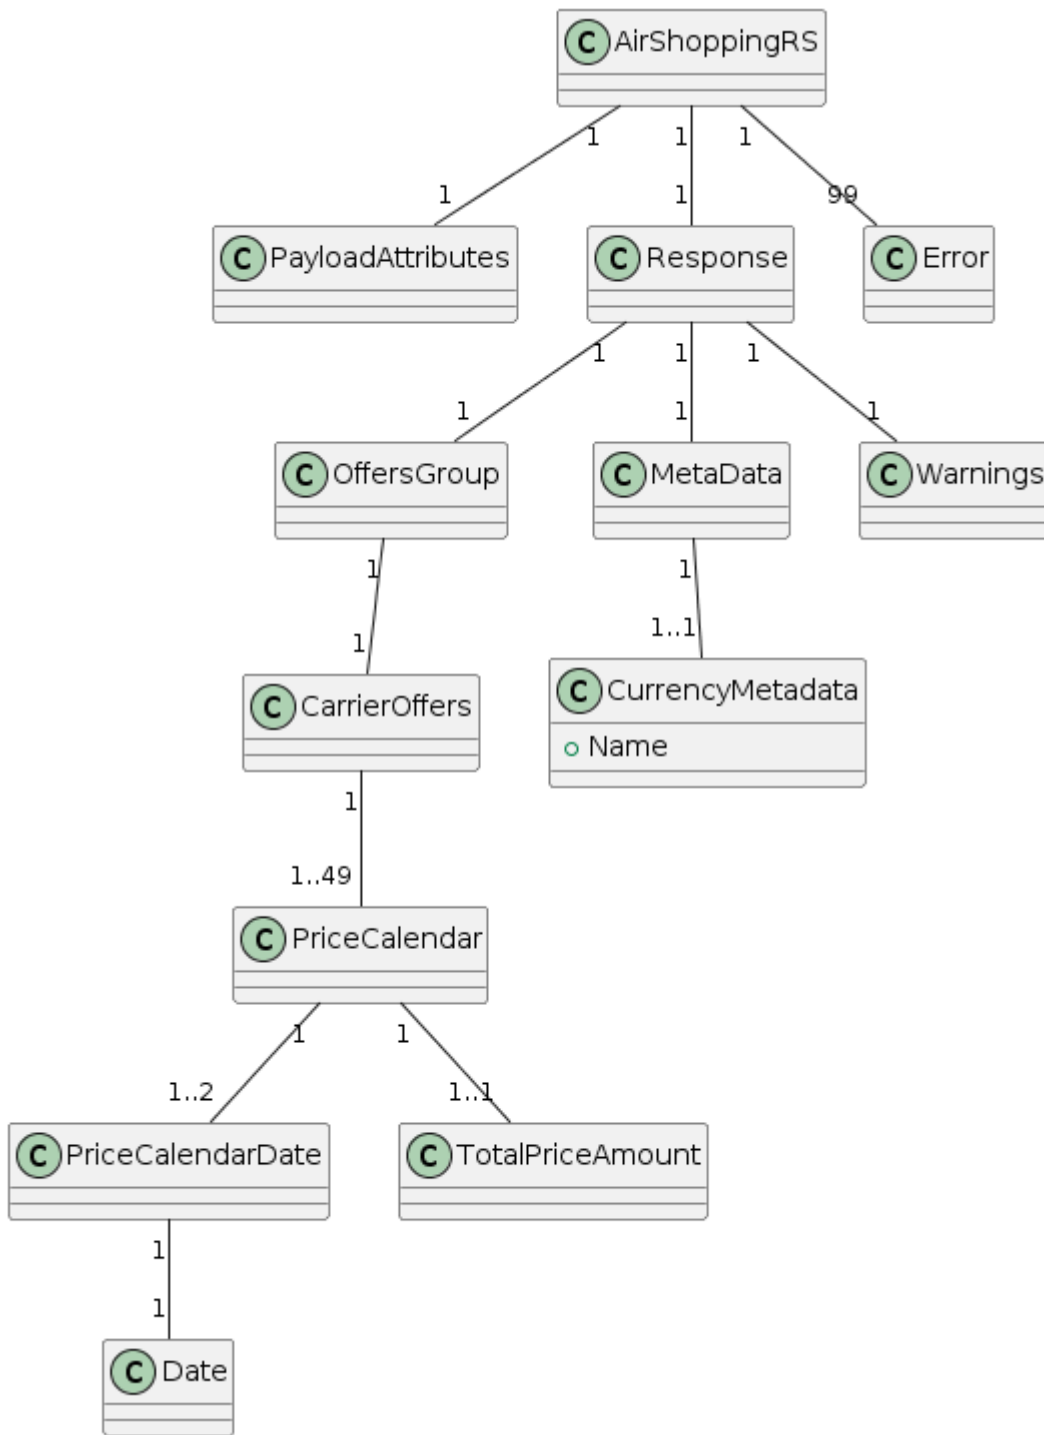 C AirShoppingRS
1 1 1
1 1 99
C PayloadAttributes
C Response
C Error
1 1 1
1 1 1
C OffersGroup
C MetaData
C Warnings
1 1
1..1
1
C CurrencyMetadata
Name
C CarrierOffers
1
1..49
C PriceCalendar
1 1
1..2 1..1
C PriceCalendarDate
C TotalPriceAmount
1
1
C Date